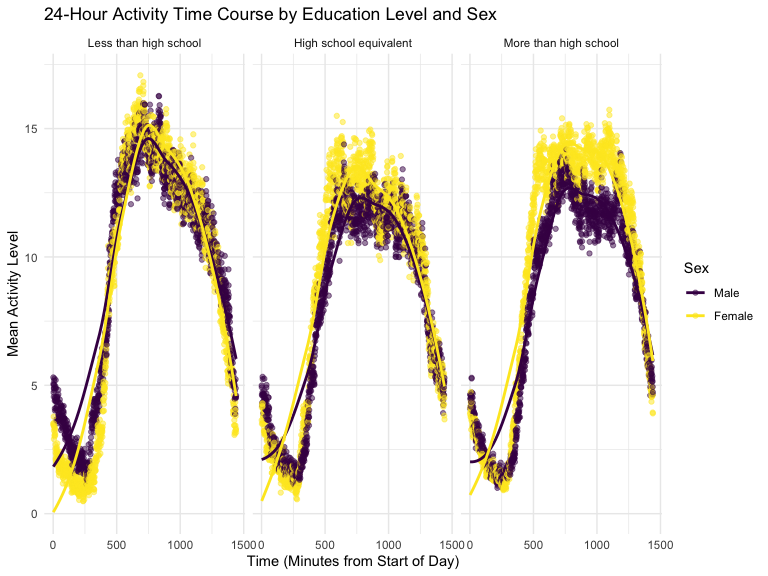 24-Hour Activity Time Course by Education Level and Sex
Less than high school
High school equivalent
More than high school
Mean Activity Level
15
10
5
0
0
500
1000
1500
0
500
1000
1500
0
500
1000
1500
Time (Minutes from Start of Day)
Sex
Male
Female